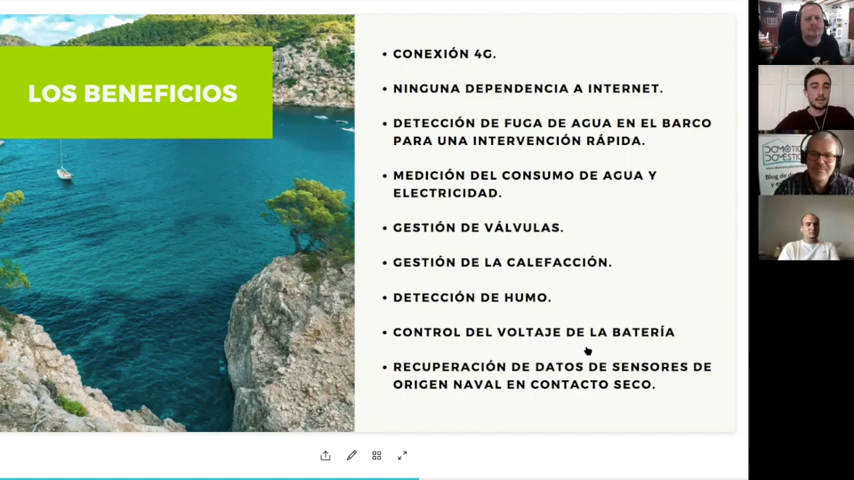 LOS BENEFICIOS
• CONEXIÓN 4G.
• NINGUNA DEPENDENCIA A INTERNET.
• DETECCIÓN DE FUGA DE AGUA EN EL BARCO
PARA UNA INTERVENCIÓN RÁPIDA.
• MEDICIÓN DEL CONSUMO DE AGUA Y
ELECTRICIDAD.
• GESTIÓN DE VÁLVULAS.
• GESTIÓN DE LA CALEFACCIÓN.
• DETECCIÓN DE HUMO.
• CONTROL DEL VOLTAJE DE LA BATERÍA
• RECUPERACIÓN DE DATOS DE SENSORES DE
ORIGEN NAVAL EN CONTACTO SECO.
Blog de